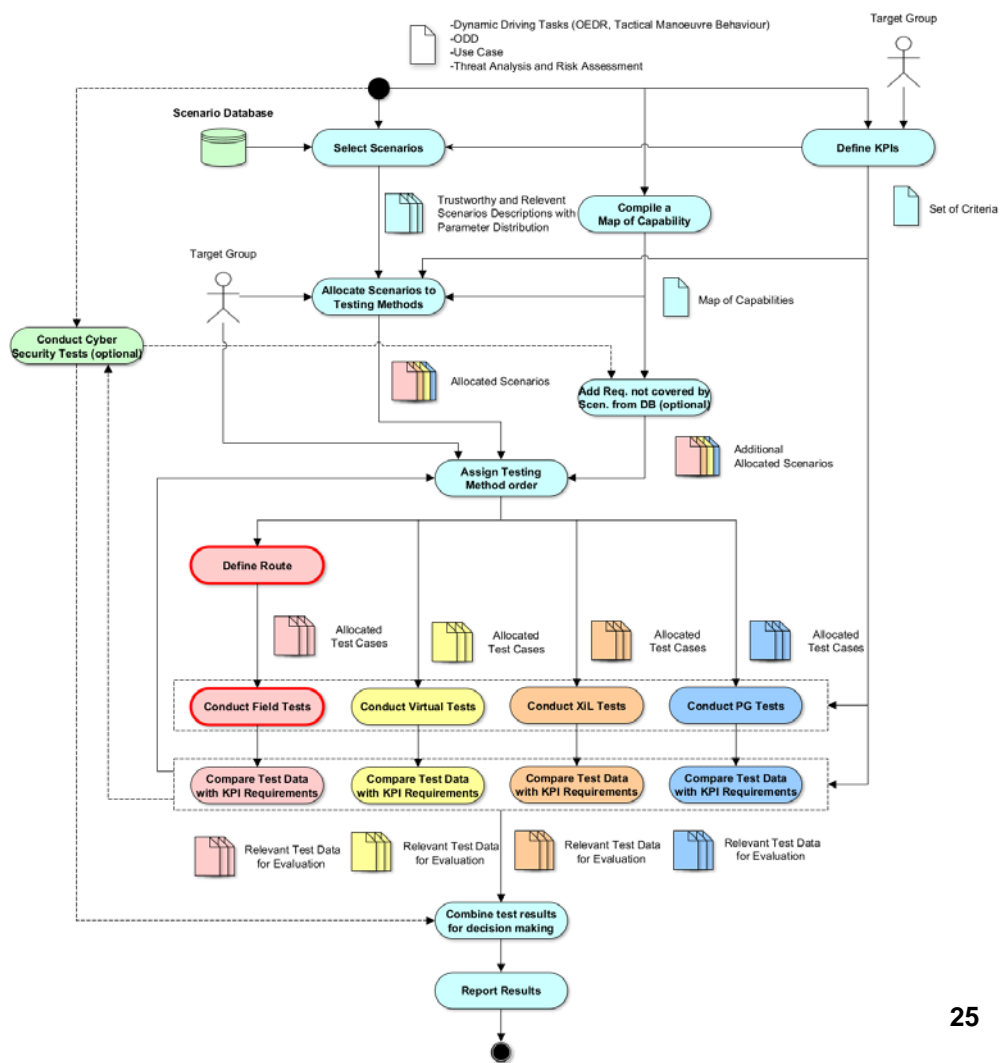 -Dynamic Driving Tasks (OEDR, Tactical Manoeuvre Behaviour)
-ODD
-Use Case
-Threat Analysis and Risk Assessment
Target Group
Scenario Database
Select Scenarios
Define KPIs
Trustworthy and Relevent
Scenarios Descriptions with
Parameter Distribution
Compile a
Map of Capability
Set of Criteria
Target Group
Allocate Scenarios to
Testing Methods
Map of Capabilities
Conduct Cyber
Security Tests (optional)
Allocated Scenarios
Add Req. not covered by
Scen. from DB (optional)
Additional
Allocated Scenarios
Assign Testing
Method order
Define Route
Allocated
Test Cases
Allocated
Test Cases
Allocated
Test Cases
Allocated
Test Cases
Conduct Field Tests
Conduct Virtual Tests
Conduct XiL Tests
Conduct PG Tests
Compare Test Data
with KPI Requirements
Compare Test Data
with KPI Requirements
Compare Test Data
with KPI Requirements
Compare Test Data
with KPI Requirements
Relevant Test Data
for Evaluation
Relevant Test Data
for Evaluation
Relevant Test Data
for Evaluation
Relevant Test Data
for Evaluation
Combine test results
for decision making
Report Results
25